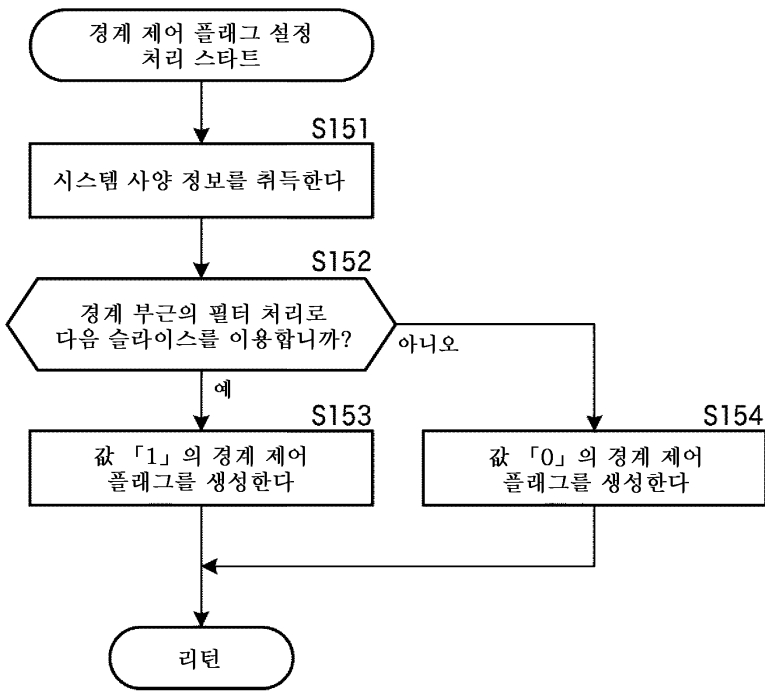 경계 제어 플래그 설정
처리 스타트
S151
시스템 사양 정보를 취득한다
S152
경계 부근의 필터 처리로
다음 슬라이스를 이용합니까?
아니오
예
S153
값 「1」의 경계 제어
플래그를 생성한다
S154
값 「0」의 경계 제어
플래그를 생성한다
리턴